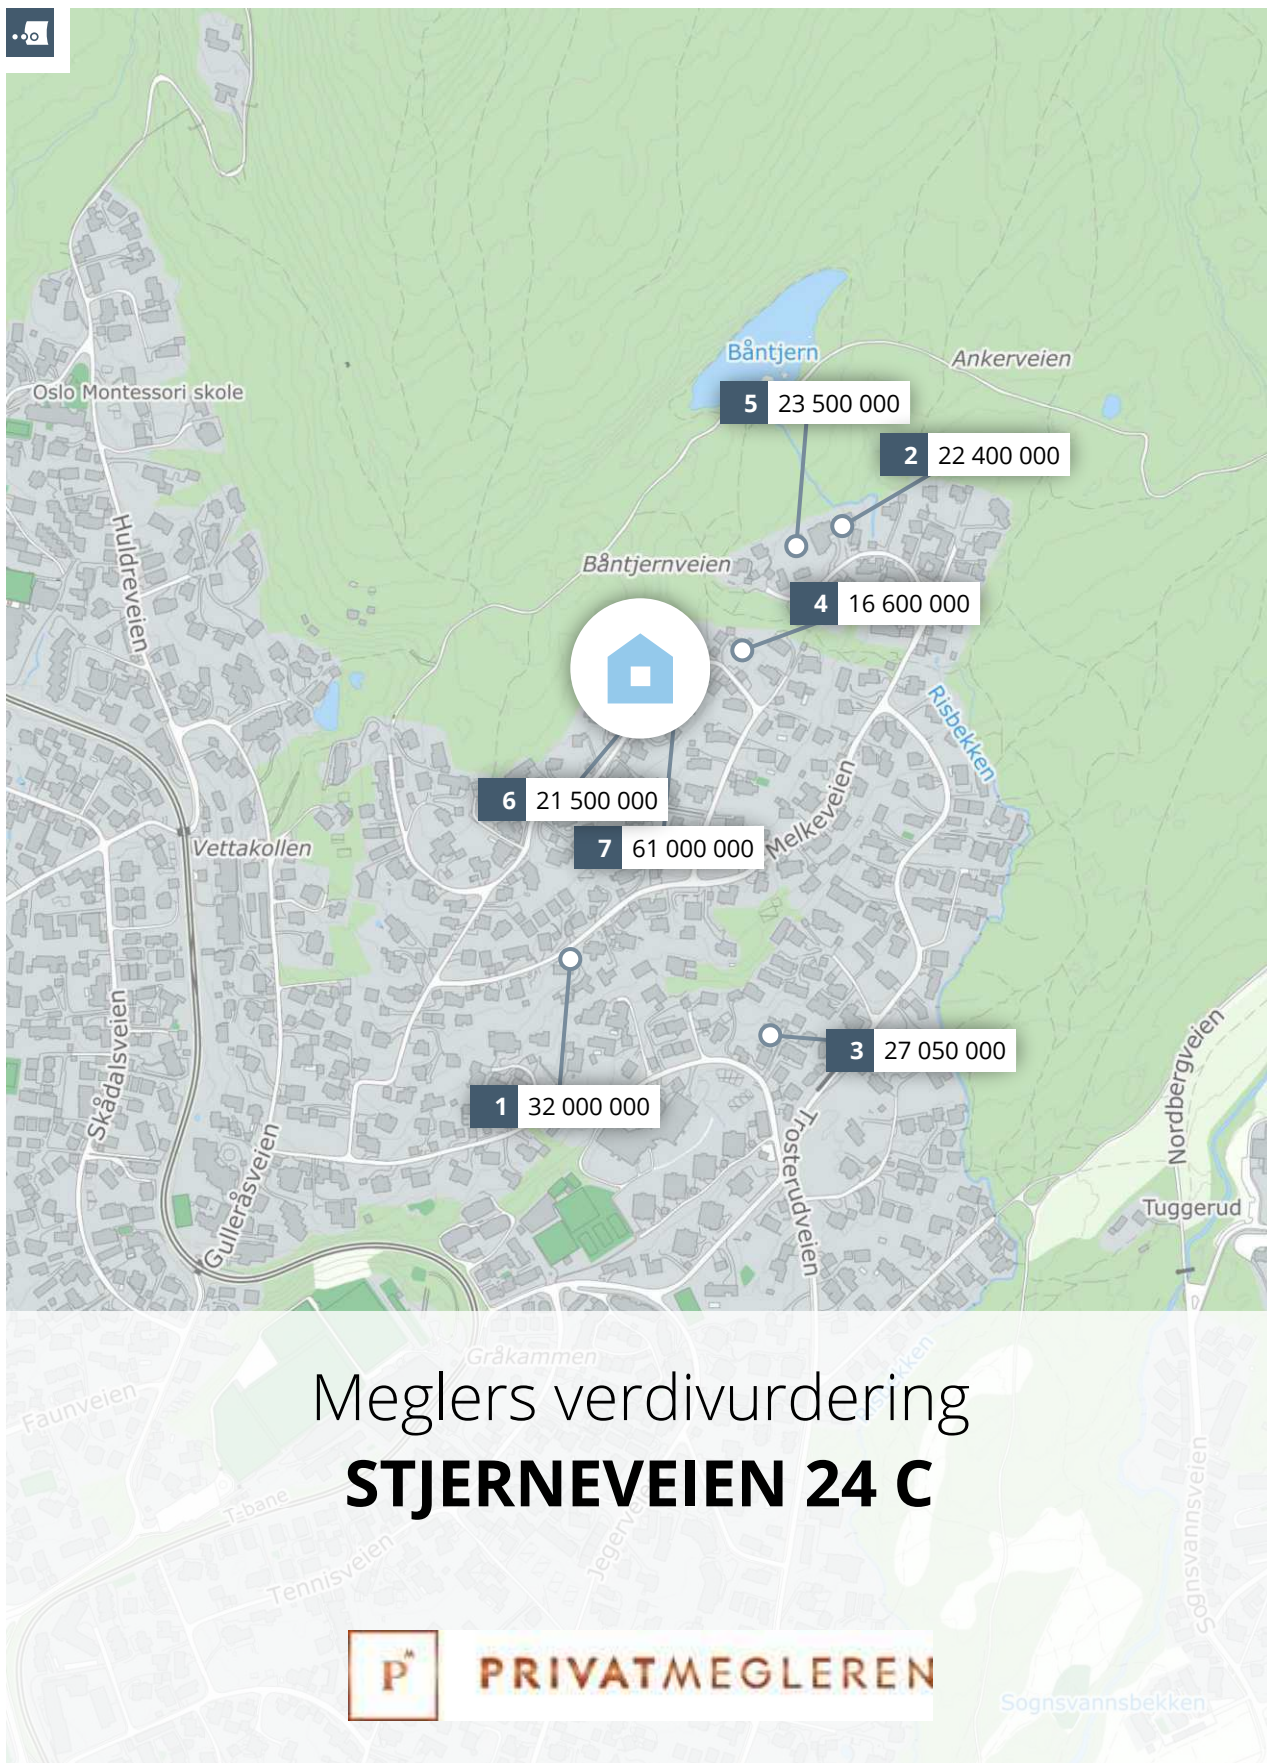 Båntjern
Ankerveien
Oslo Montessori skole
5 23 500 000
2 22 400 000
Huldreveien
Båntjernveien
4 16 600 000
Risbekken
6 21 500 000
Melkeveien
Vettakollen
7 61 000 000
Skådalsveien
3 27 050 000
Nordbergveien
1 32 000 000
Gulleråsveien
Trosterudveien
Tuggerud
Gråkammen
Meglers verdivurdering
Faunveien
STJERNEVEIEN 24 C
T-bane
Tennisveien
Sognsvannsveien
P M
PRIVATMEGLEREN
Sognsvannsbekken